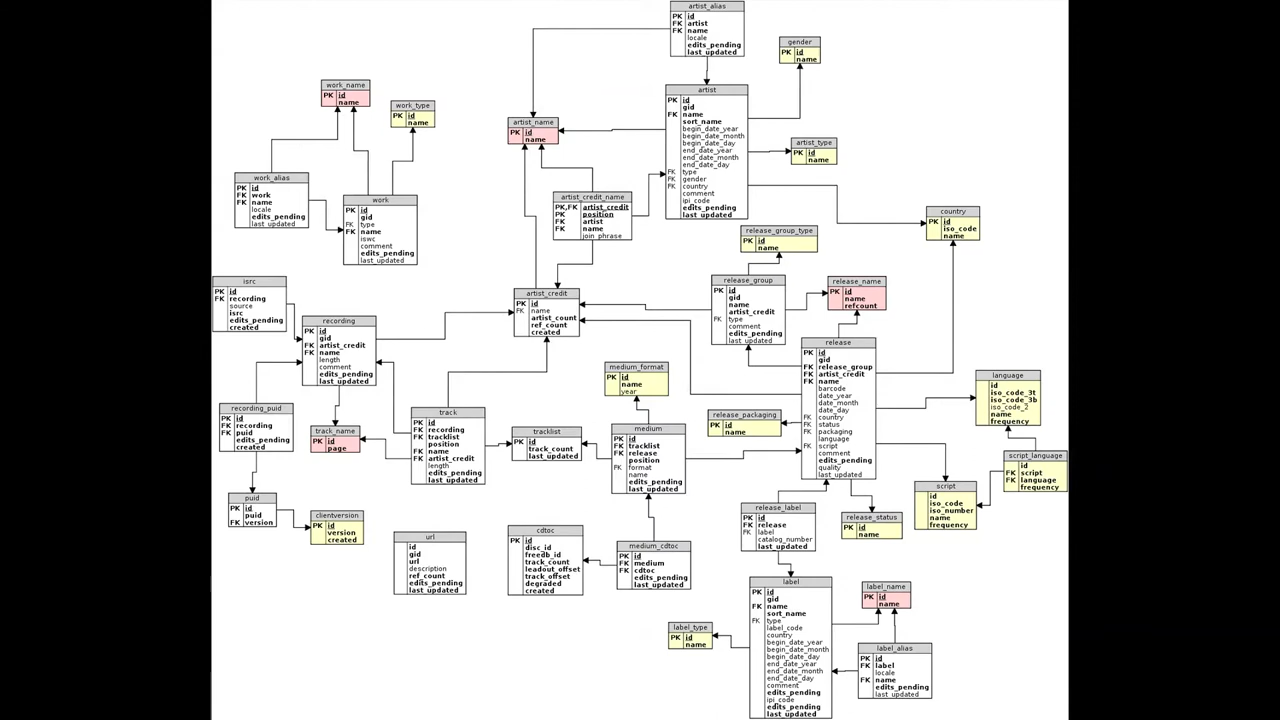 artist_alias
PK id
FK artist
FK name
locale
edits_pending
last_updated
gender
PK id
name
work_name
PK id
name
work_type
PK id
name
artist
PK id
gid
FK name
sort_name
begin_date_year
begin_date_month
begin_date_day
end_date_year
end_date_month
end_date_day
FK type
FK gender
FK country
comment
ipi_code
edits_pending
last_updated
artist_name
PK id
name
artist_type
PK id
name
work_alias
PK id
FK work
FK name
locale
edits_pending
last_updated
work
PK id
gid
FK type
FK name
iswc
comment
edits_pending
last_updated
artist_credit_name
PK,FK artist_credit
PK position
FK artist
FK name
join_phrase
country
PK id
iso_code
name
release_group_type
PK id
name
isrc
PK id
FK recording
source
isrc
edits_pending
created
release_group
PK id
gid
FK name
FK artist_credit
FK type
comment
edits_pending
last_updated
release_name
PK id
name
refcount
artist_credit
PK id
FK name
artist_count
ref_count
created
recording
PK id
gid
FK artist_credit
FK name
length
comment
edits_pending
last_updated
release
PK id
gid
FK release_group
FK artist_credit
FK name
barcode
date_year
date_month
date_day
FK country
FK status
FK packaging
FK language
FK script
comment
edits_pending
quality
last_updated
medium_format
PK id
name
year
language
id
iso_code_3t
iso_code_3b
iso_code_2
name
frequency
recording_puid
PK id
FK recording
FK puid
edits_pending
created
track
PK id
FK recording
FK tracklist
position
FK name
FK artist_credit
length
edits_pending
last_updated
release_packaging
PK id
name
track_name
PK id
page
tracklist
PK id
track_count
last_updated
medium
PK id
FK tracklist
FK release
position
FK format
name
edits_pending
last_updated
script_language
id
FK script
FK language
frequency
script
id
iso_code
iso_number
name
frequency
puid
PK id
puid
FK version
clientversion
PK id
version
created
release_label
PK id
FK release
FK label
catalog_number
last_updated
release_status
PK id
name
url
id
gid
url
description
ref_count
edits_pending
last_updated
cdtoc
PK id
disc_id
freedb_id
track_count
leadout_offset
track_offset
degraded
created
medium_cdtoc
PK id
FK medium
FK cdtoc
edits_pending
last_updated
label
PK id
gid
FK name
FK sort_name
FK type
label_code
country
begin_date_year
begin_date_month
begin_date_day
end_date_year
end_date_month
end_date_day
comment
edits_pending
ipi_code
edits_pending
last_updated
label_name
PK id
name
label_type
PK id
name
label_alias
PK id
FK label
locale
FK name
edits_pending
last_updated